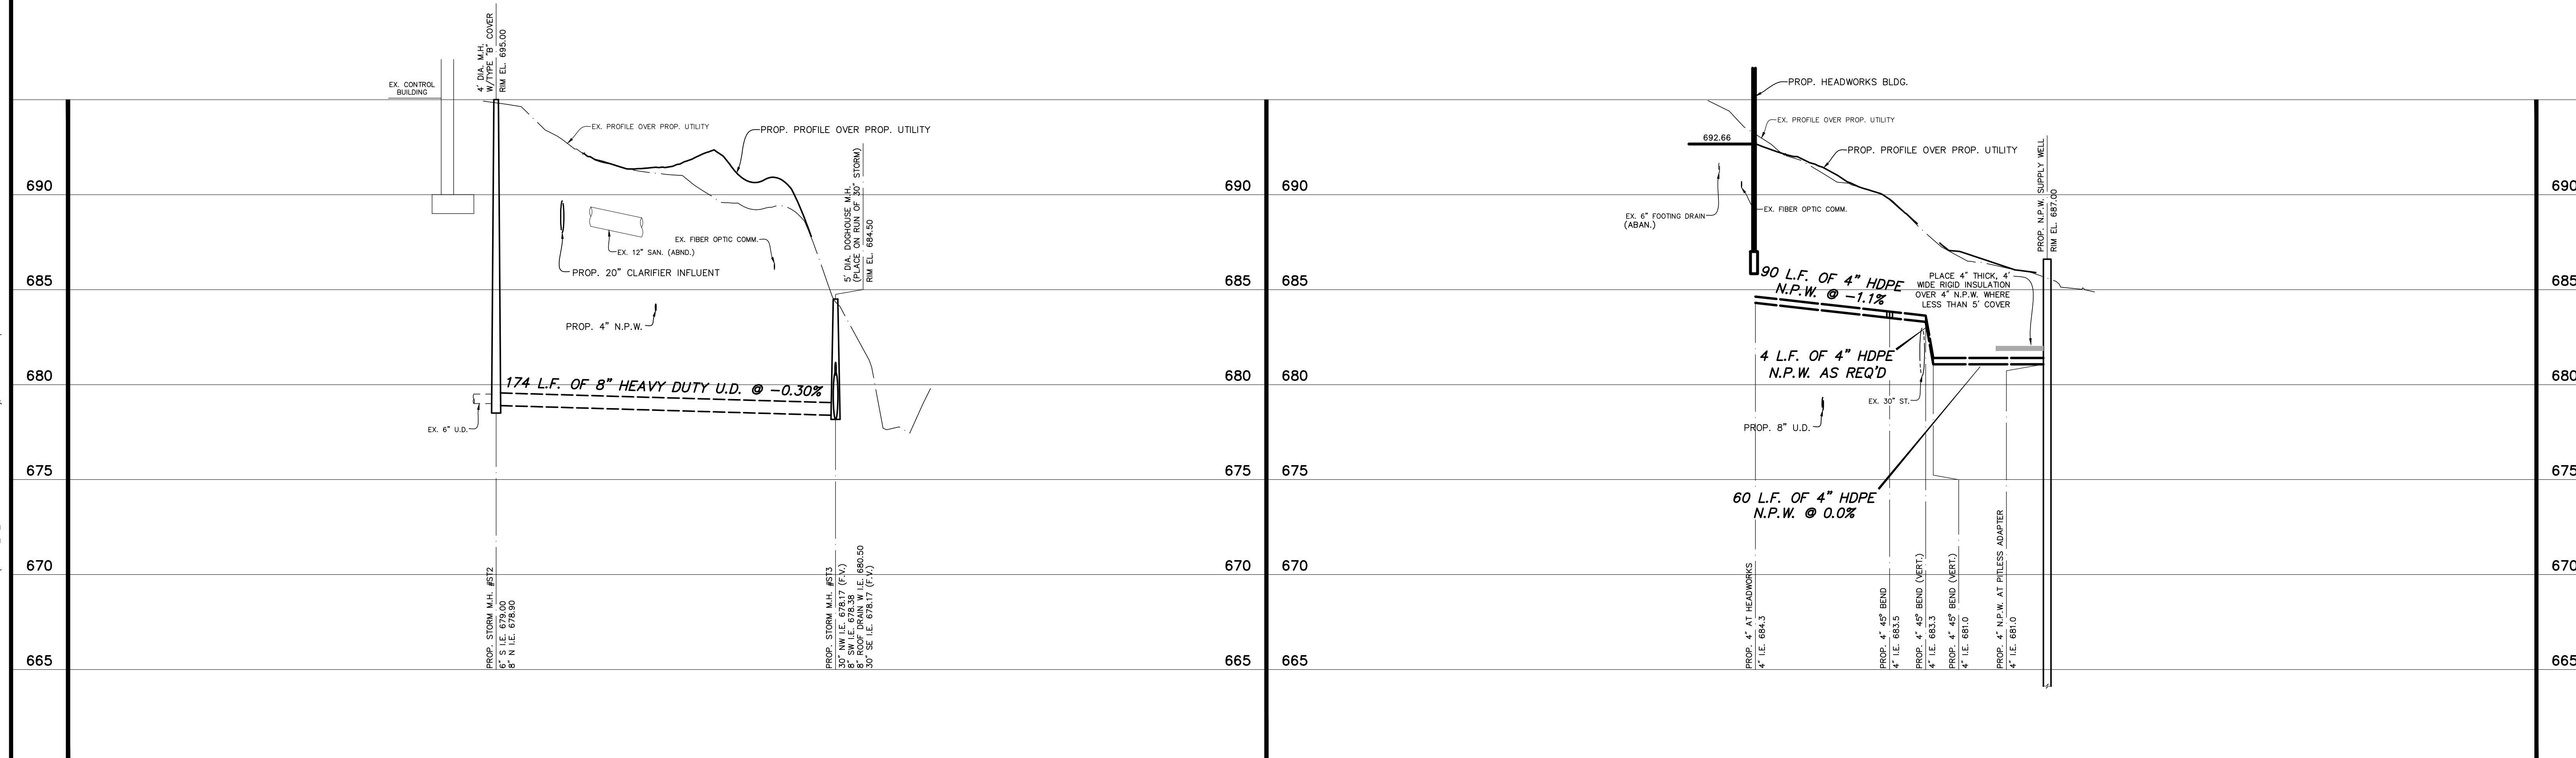 EX. CONTROL
BUILDING
4' DIA. M.H.
W/TYPE "B" COVER
RIM EL. 695.00
EX. PROFILE OVER PROP. UTILITY
PROP. PROFILE OVER PROP. UTILITY
5' DIA. DOGHOUSE M.H.
(PLACE ON RUN OF 30" STORM)
RIM EL. 684.50
690
690
EX. FIBER OPTIC COMM.
EX. 12" SAN. (ABND.)
PROP. 20" CLARIFIER INFLUENT
685
685
PROP. 4" N.P.W.
680
680
174 L.F. OF 8" HEAVY DUTY U.D. @ -0.30%
EX. 6" U.D.
675
675
670
670
PROP. STORM M.H. #ST2
6" S I.E. 679.00
8" N I.E. 678.90
PROP. STORM M.H. #ST3
30" NW I.E. 678.17 (F.V.)
8" SW I.E. 678.38
8" ROOF DRAIN W I.E. 680.50
30" SE I.E. 678.17 (F.V.)
665
665
PROP. HEADWORKS BLDG.
EX. PROFILE OVER PROP. UTILITY
692.66
PROP. PROFILE OVER PROP. UTILITY
PROP. N.P.W. SUPPLY WELL
RIM EL. 687.00
690
690
EX. 6" FOOTING DRAIN
(ABAN.)
EX. FIBER OPTIC COMM.
685
685
90 L.F. OF 4" HDPE
N.P.W. @ -1.1%
PLACE 4" THICK, 4'
WIDE RIGID INSULATION
OVER 4" N.P.W. WHERE
LESS THAN 5' COVER
4 L.F. OF 4" HDPE
N.P.W. AS REQ'D
680
680
EX. 30" ST.
PROP. 8" U.D.
675
675
60 L.F. OF 4" HDPE
N.P.W. @ 0.0%
670
670
PROP. 4" AT HEADWORKS
4" I.E. 684.3
PROP. 4" 45° BEND
4" I.E. 683.5
PROP. 4" 45° BEND (VERT.)
4" I.E. 683.3
PROP. 4" 45° BEND (VERT.)
4" I.E. 681.0
PROP. 4" N.P.W. AT PITLESS ADAPTER
4" I.E. 681.0
665
665